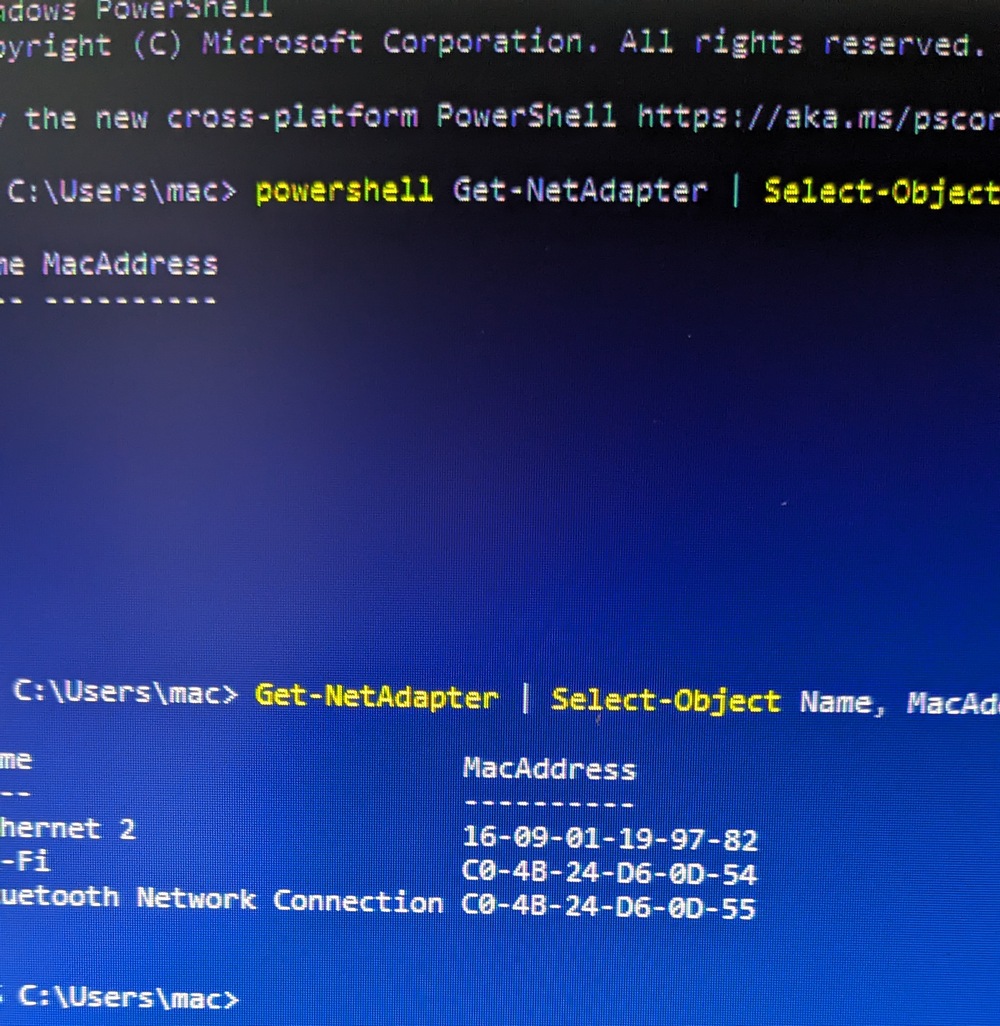 ndows PowerShell
pyright (C) Microsoft Corporation. All rights reserved.
y the new cross-platform PowerShell https://aka.ms/pscor
C:\Users\mac> powershell Get-NetAdapter | Select-Object
me MacAddress
-- ----------
C:\Users\mac> Get-NetAdapter | Select-Object Name, MacAd
me MacAddress
-- ----------
hernet 2 16-09-01-19-97-82
-Fi C0-4B-24-D6-0D-54
uetooth Network Connection C0-4B-24-D6-0D-55
S C:\Users\mac>